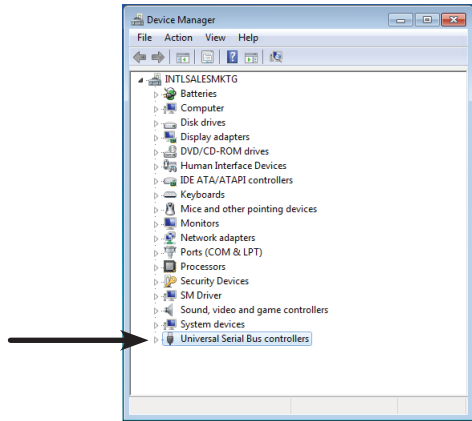 Device Manager
File Action View Help
INTLSALESMKTG
Batteries
Computer
Disk drives
Display adapters
DVD/CD-ROM drives
Human Interface Devices
IDE ATA/ATAPI controllers
Keyboards
Mice and other pointing devices
Monitors
Network adapters
Ports (COM & LPT)
Processors
Security Devices
SM Driver
Sound, video and game controllers
System devices
Universal Serial Bus controllers